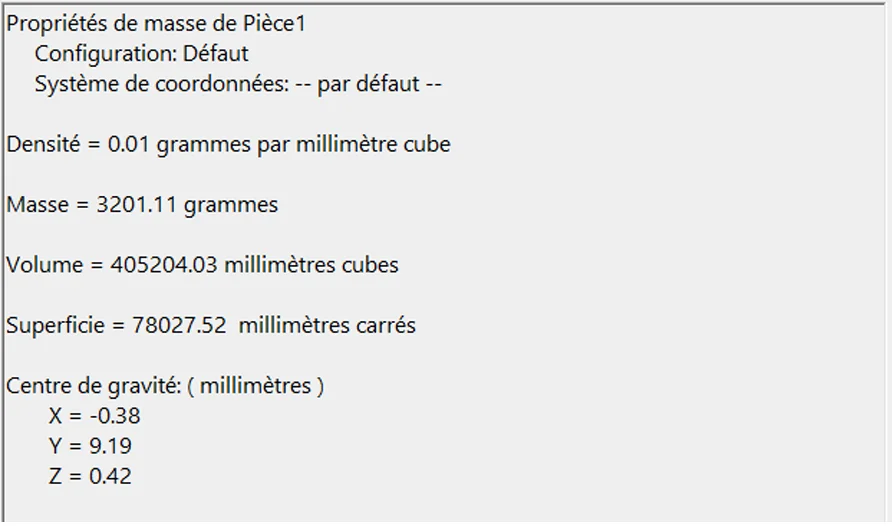 Propriétés de masse de Pièce1
Configuration: Défaut
Système de coordonnées: -- par défaut --
Densité = 0.01 grammes par millimètre cube
Masse = 3201.11 grammes
Volume = 405204.03 millimètres cubes
Superficie = 78027.52  millimètres carrés
Centre de gravité: ( millimètres )
X = -0.38
Y = 9.19
Z = 0.42